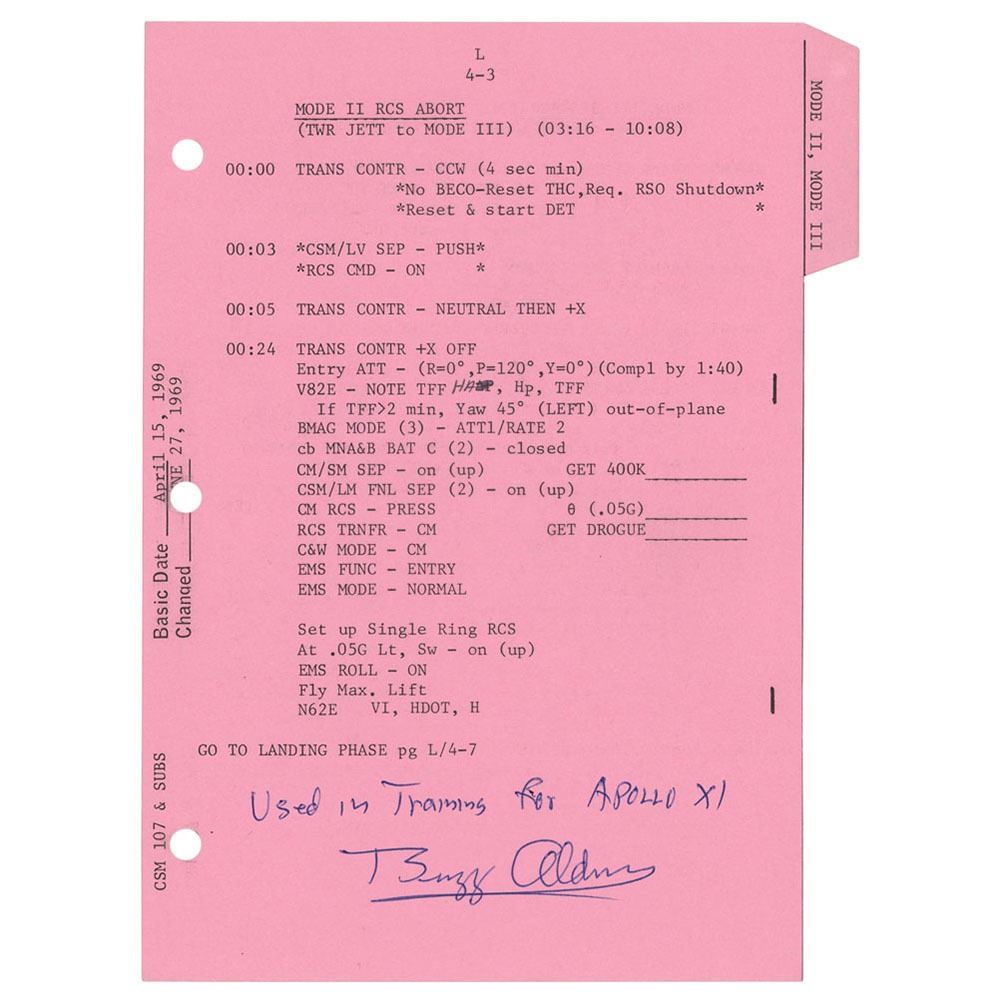 L
4-3
MODE II RCS ABORT
(TWR JETT to MODE III) (03:16 - 10:08)
00:00 TRANS CONTR - CCW (4 sec min)
*No BECO-Reset THC,Req. RSO Shutdown*
*Reset & start DET *
00:03 *CSM/LV SEP - PUSH*
*RCS CMD - ON *
00:05 TRANS CONTR - NEUTRAL THEN +X
00:24 TRANS CONTR +X OFF
Entry ATT - (R=0°,P=120°,Y=0°)(Compl by 1:40)
V82E - NOTE TFF HA, Hp, TFF
If TFF>2 min, Yaw 45° (LEFT) out-of-plane
BMAG MODE (3) - ATT1/RATE 2
cb MNA&B BAT C (2) - closed
CM/SM SEP - on (up) GET 400K
CSM/LM FNL SEP (2) - on (up)
CM RCS - PRESS θ (.05G)
RCS TRNFR - CM GET DROGUE
C&W MODE - CM
EMS FUNC - ENTRY
EMS MODE - NORMAL
Set up Single Ring RCS
At .05G Lt, Sw - on (up)
EMS ROLL - ON
Fly Max. Lift
N62E VI, HDOT, H
GO TO LANDING PHASE pg L/4-7
Used in Training for APOLLO XI
Buzz Aldrin
MODE II, MODE III
Basic Date April 15, 1969
Changed NE 27, 1969
CSM 107 & SUBS